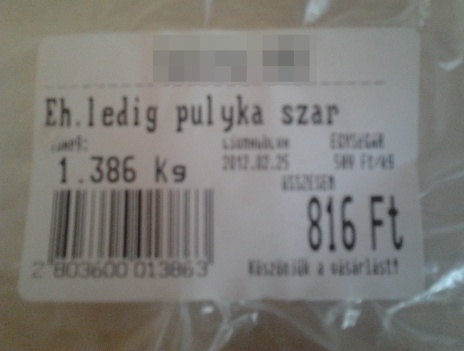 Eh.ledig pulyka szar
EGYSÉGÁR
1.386 kg 2012.02.25 589 Ft/kg
ÖSSZESEN
816 Ft
2 803600 013863
Köszönjük a vásárlást!